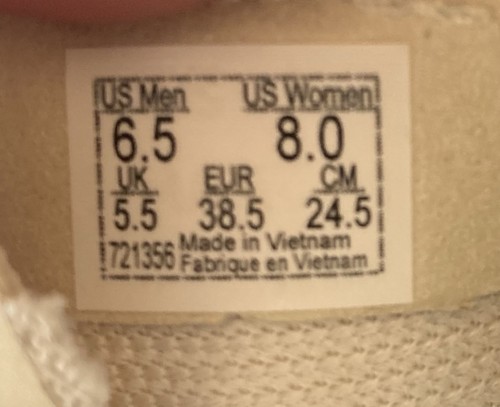 US Men US Women
6.5 8.0
UK EUR CM
5.5 38.5 24.5
721356 Made in Vietnam
Fabrique en Vietnam